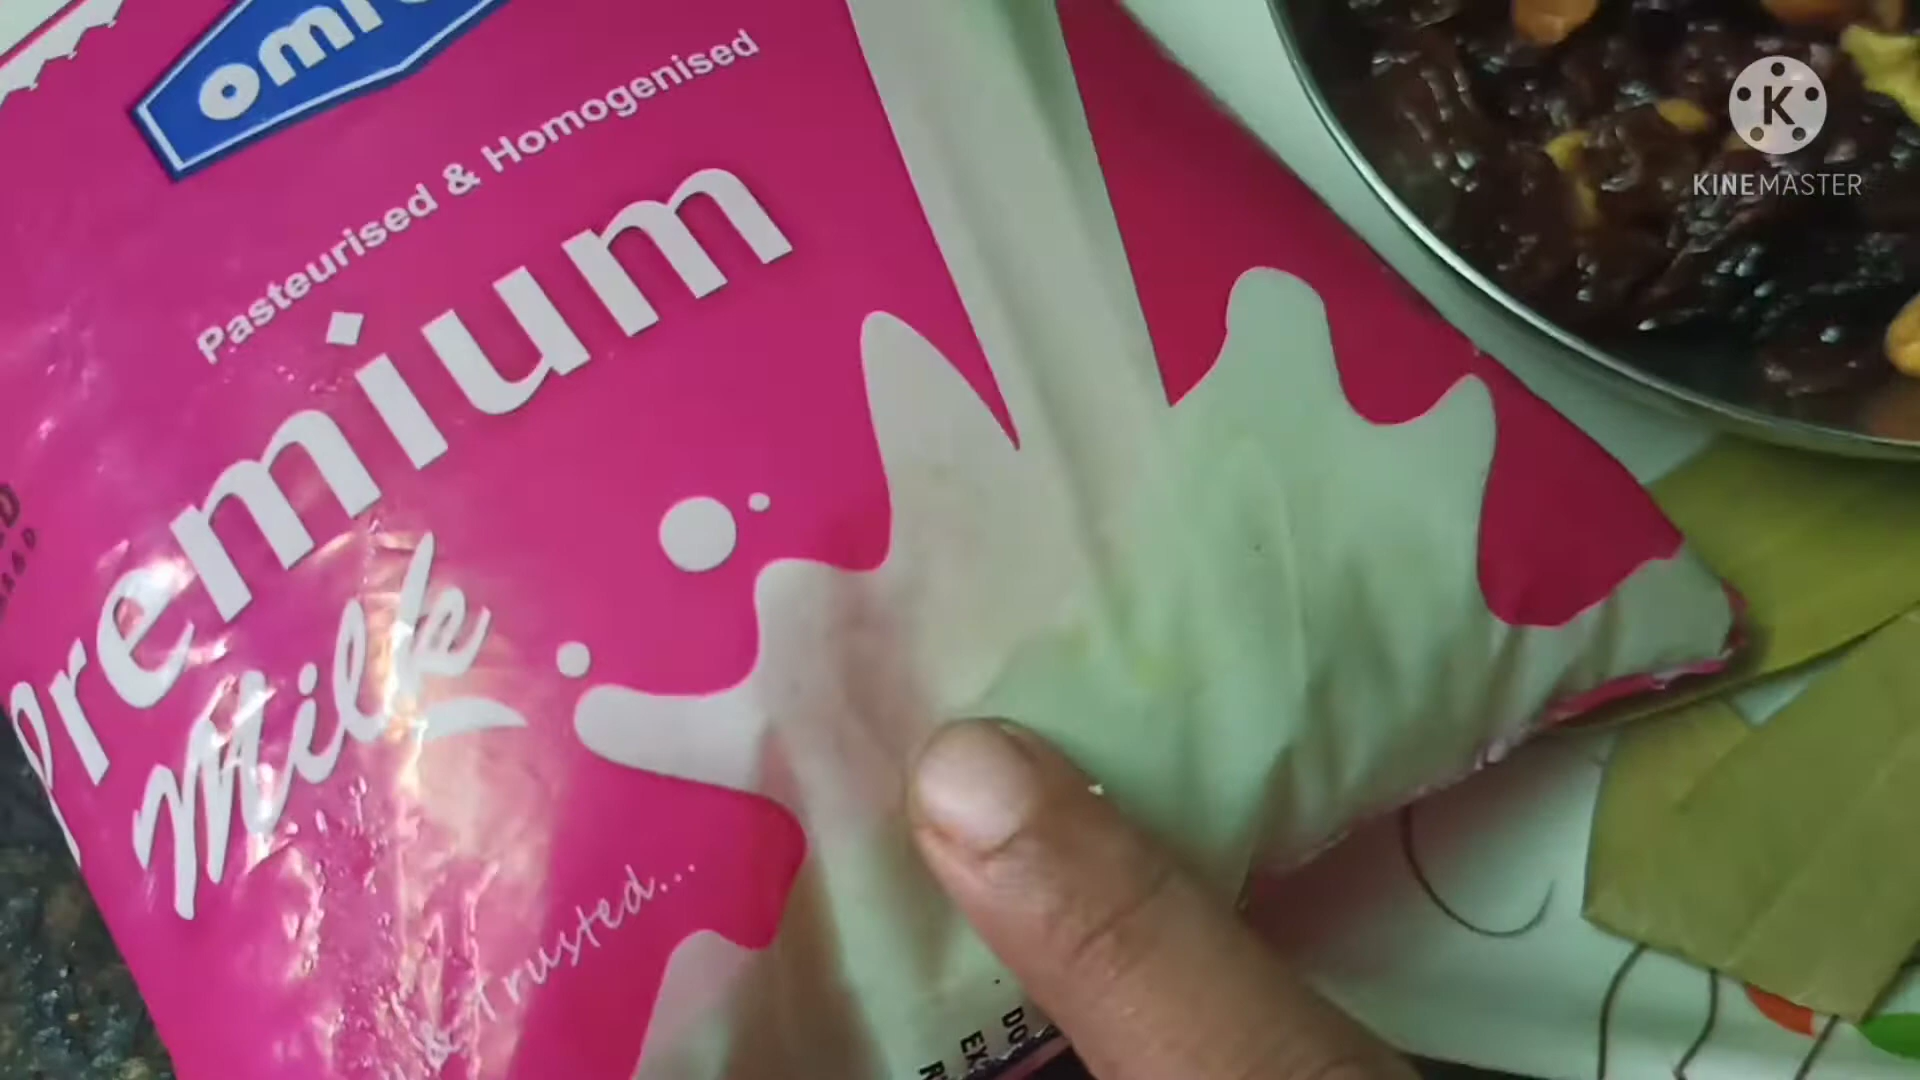 Pasteurised & Homogenised
Premium
Milk
& Trusted...
KINEMASTER